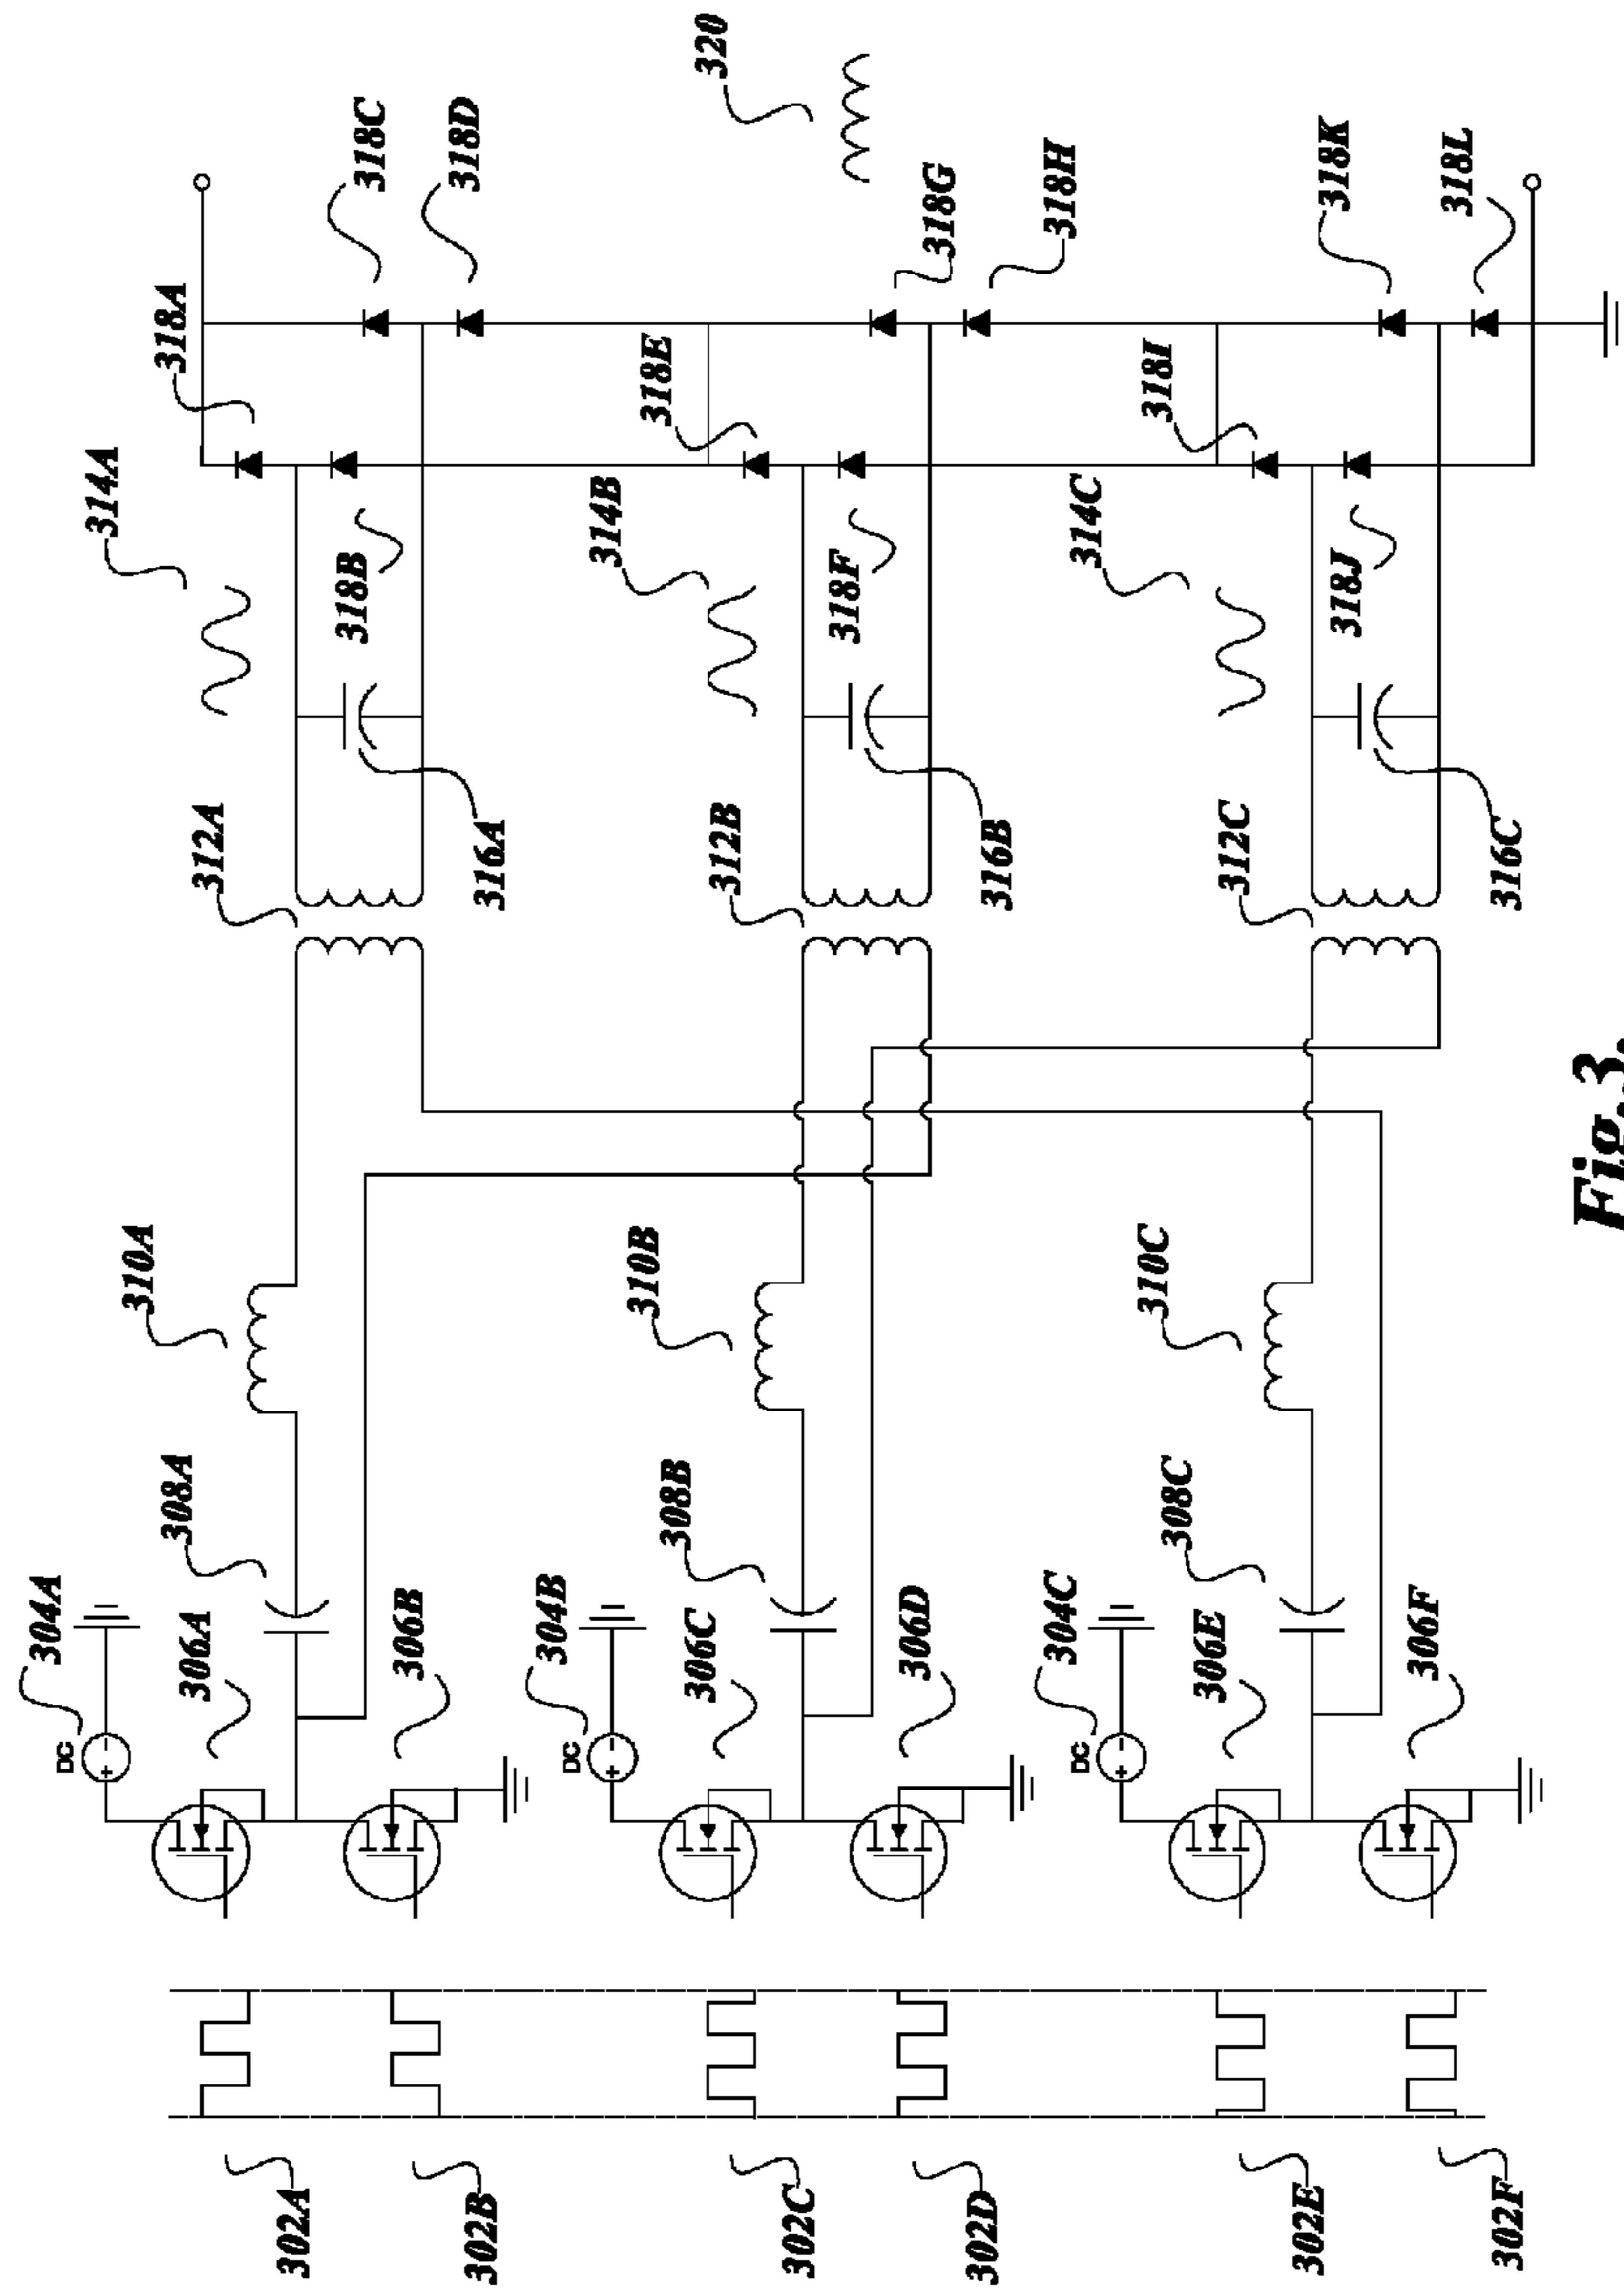 304A
306A
308A
310A
312A
314A
318A
DC
+
-
302A
306B
316A
318B
318C
302B
318D
304B
306C
308B
310B
312B
314B
318E
320
DC
+
-
302C
306D
316B
318F
318G
302D
318H
304C
306E
308C
310C
312C
314C
318I
DC
+
-
302E
306F
316C
318J
318K
302F
318L
Fig.3.